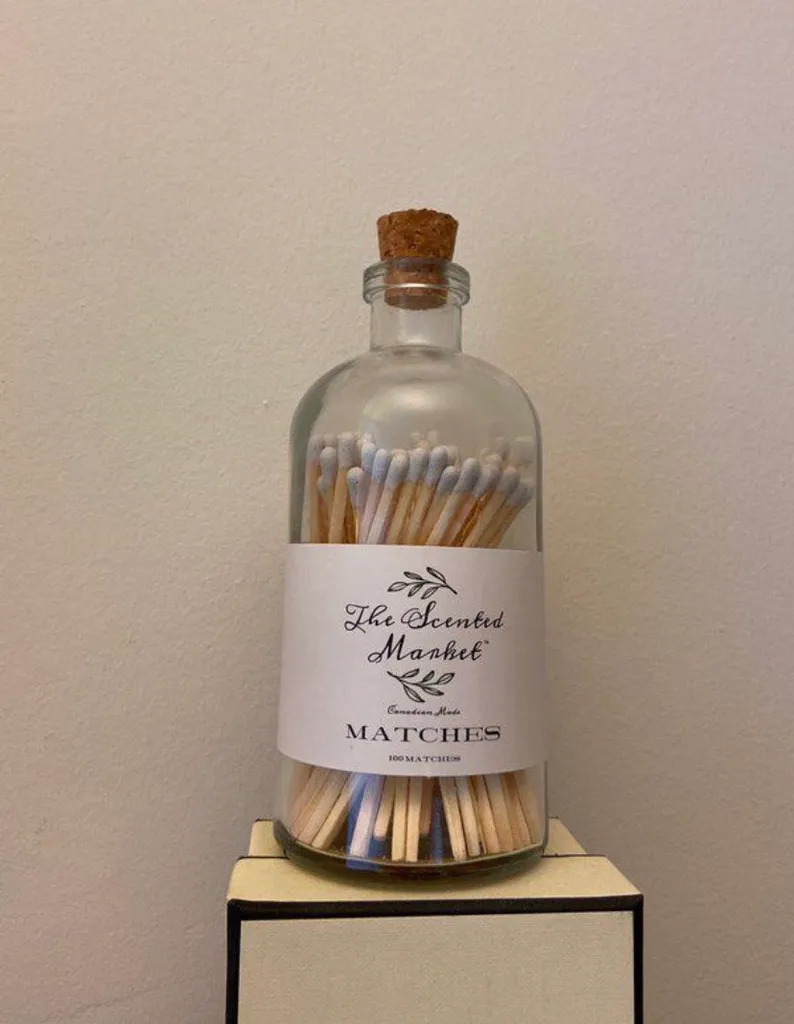 The Scented
Market™
Canadian Made
MATCHES
100 MATCHES